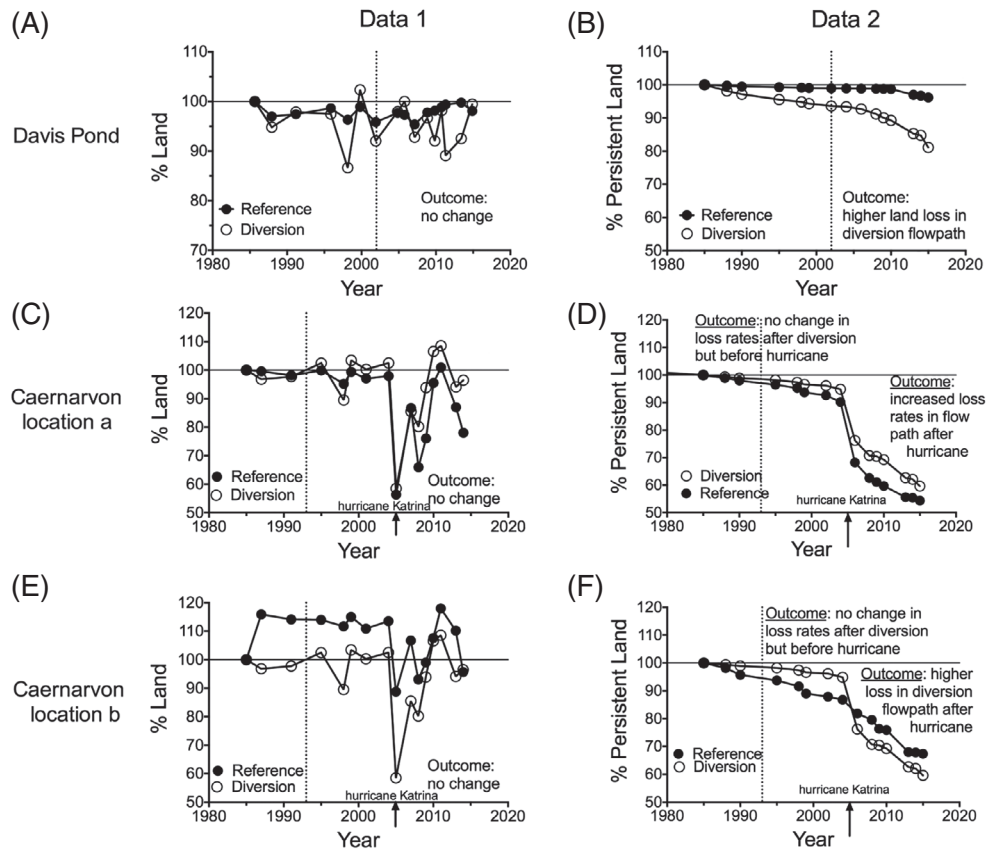 Data 1
Data 2
(A)
Davis Pond
% Land
110
100
90
80
70
1980
1990
2000
2010
2020
Year
Reference
Diversion
Outcome:
no change
(B)
% Persistent Land
110
100
90
80
70
60
50
1980
1990
2000
2010
2020
Year
Reference
Diversion
Outcome:
higher land loss in
diversion flowpath
(C)
Caernarvon
location a
% Land
120
110
100
90
80
70
60
50
1980
1990
2000
2010
2020
Year
Reference
Diversion
Outcome:
no change
hurricane Katrina
(D)
% Persistent Land
120
110
100
90
80
70
60
50
1980
1990
2000
2010
2020
Year
Outcome: no change in
loss rates after diversion
but before hurricane
Outcome:
increased loss
rates in flow
path after
hurricane
Diversion
Reference
hurricane Katrina
(E)
Caernarvon
location b
% Land
120
110
100
90
80
70
60
50
1980
1990
2000
2010
2020
Year
Reference
Diversion
Outcome:
no change
hurricane Katrina
(F)
% Persistent Land
120
110
100
90
80
70
60
50
1980
1990
2000
2010
2020
Year
Outcome: no change in
loss rates after diversion
but before hurricane
Outcome: higher
loss in diversion
flowpath after
hurricane
Reference
Diversion
hurricane Katrina